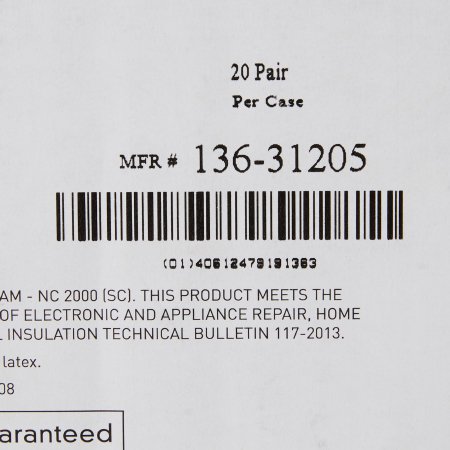 20 Pair
Per Case
MFR # 136-31205
(01)40612479191383
AM - NC 2000 (SC). THIS PRODUCT MEETS THE
OF ELECTRONIC AND APPLIANCE REPAIR, HOME
L INSULATION TECHNICAL BULLETIN 117-2013.
latex.
08
aranteed